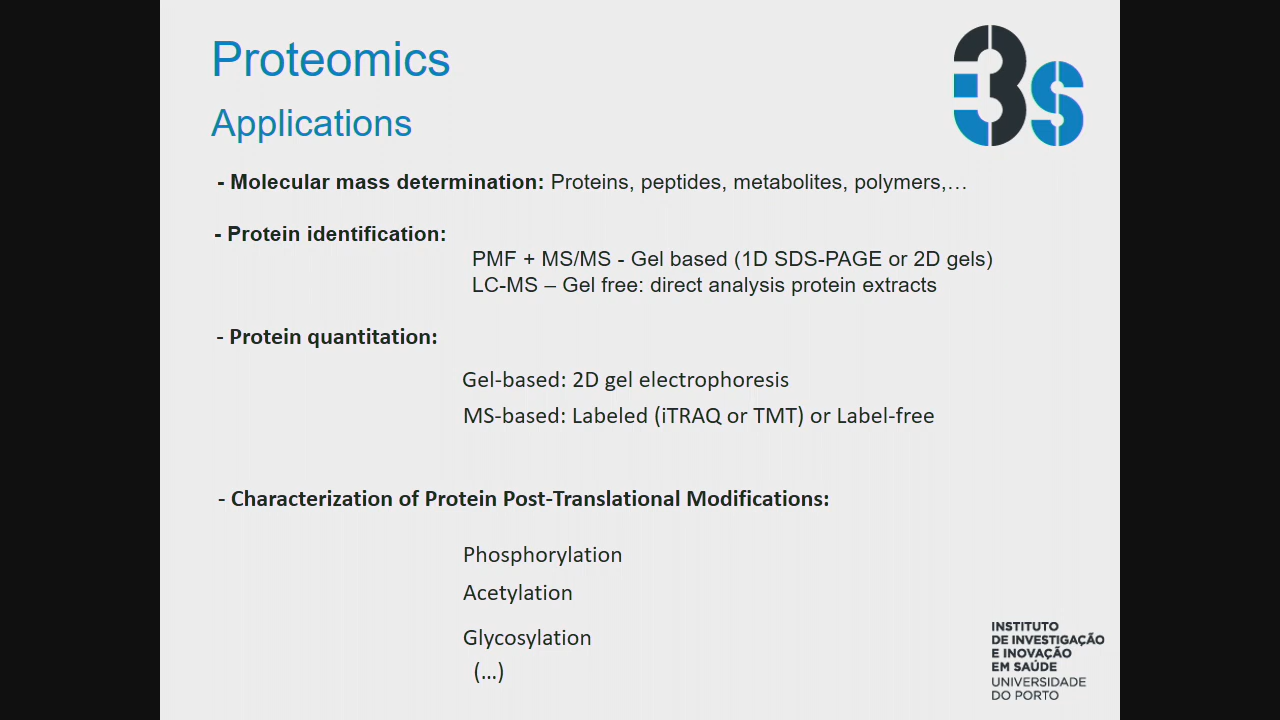 Proteomics
Applications
3s
- Molecular mass determination: Proteins, peptides, metabolites, polymers,…
- Protein identification:
PMF + MS/MS - Gel based (1D SDS-PAGE or 2D gels)
LC-MS – Gel free: direct analysis protein extracts
- Protein quantitation:
Gel-based: 2D gel electrophoresis
MS-based: Labeled (iTRAQ or TMT) or Label-free
- Characterization of Protein Post-Translational Modifications:
Phosphorylation
Acetylation
Glycosylation
(...)
INSTITUTO
DE INVESTIGAÇÃO
E INOVAÇÃO
EM SAÚDE
UNIVERSIDADE
DO PORTO